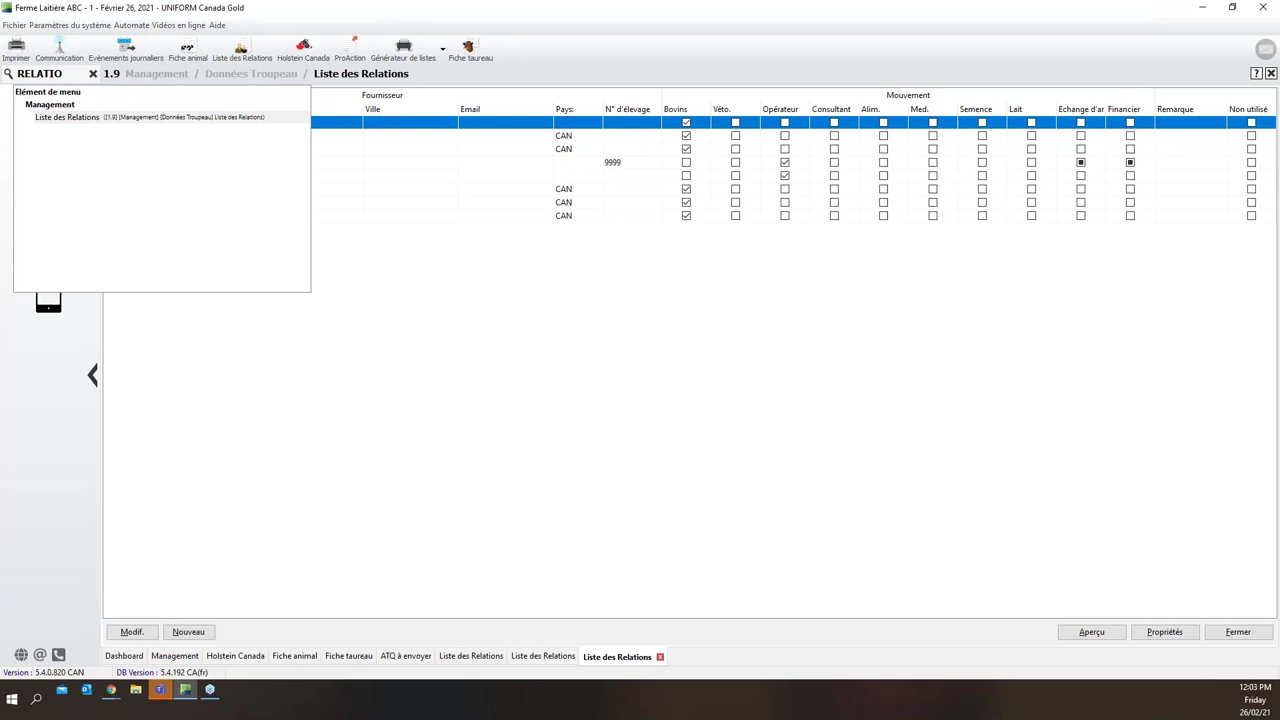 Ferme Laitière ABC - 1 - Février 26, 2021 - UNIFORM Canada Gold
Fichier Paramètres du système Automate Vidéos en ligne Aide
Imprimer Communication Evénements journaliers Fiche animal Liste des Relations Holstein Canada ProAction Générateur de listes Fiche taureau
RELATIO 1.9 Management / Données Troupeau / Liste des Relations
Elément de menu
Management
Liste des Relations ([1.9] [Management] [Données Troupeau] Liste des Relations)
Fournisseur Mouvement
Ville Email Pays: N° d'élevage Bovins Véto. Opérateur Consultant Alim. Med. Semence Lait Echange d'ar Financier Remarque Non utilisé
CAN
CAN
9999
CAN
CAN
CAN
Modif. Nouveau Aperçu Propriétés Fermer
Dashboard Management Holstein Canada Fiche animal Fiche taureau ATQ à envoyer Liste des Relations Liste des Relations Liste des Relations
Version : 5.4.0.820 CAN DB Version : 5.4.192 CA(fr)
12:03 PM
Friday
26/02/21